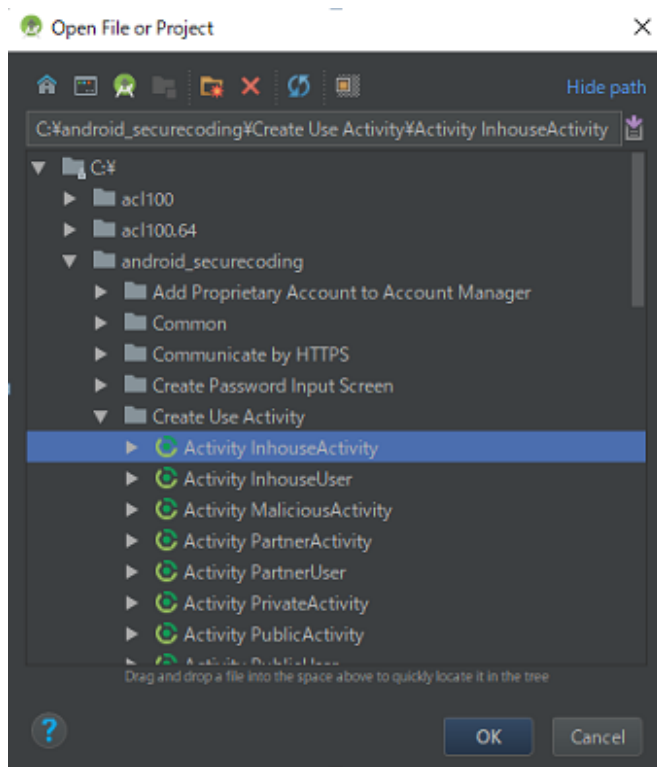 Open File or Project
Hide path
C:¥android_securecoding¥Create Use Activity¥Activity InhouseActivity
C:¥
acl100
acl100.64
android_securecoding
Add Proprietary Account to Account Manager
Common
Communicate by HTTPS
Create Password Input Screen
Create Use Activity
Activity InhouseActivity
Activity InhouseUser
Activity MaliciousActivity
Activity PartnerActivity
Activity PartnerUser
Activity PrivateActivity
Activity PublicActivity
Activity PublicUser
Drag and drop a file into the space above to quickly locate it in the tree
?
OK
Cancel